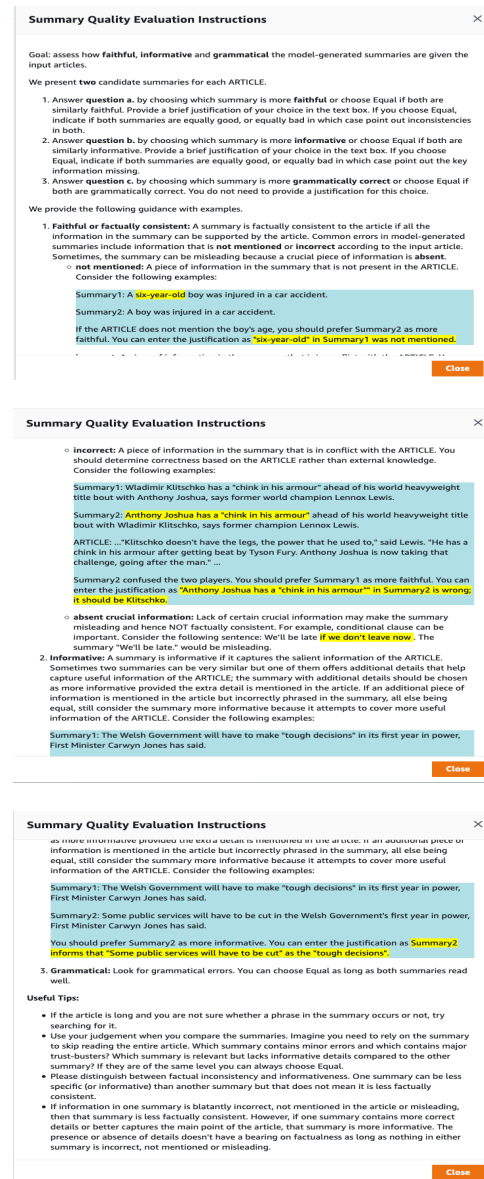 Summary Quality Evaluation Instructions
×
Goal: assess how faithful, informative and grammatical the model-generated summaries are given the
input articles.
We present two candidate summaries for each ARTICLE.
1. Answer question a. by choosing which summary is more faithful or choose Equal if both are
similarly faithful. Provide a brief justification of your choice in the text box. If you choose Equal,
indicate if both summaries are equally good, or equally bad in which case point out inconsistencies
in both.
2. Answer question b. by choosing which summary is more informative or choose Equal if both are
similarly informative. Provide a brief justification of your choice in the text box. If you choose
Equal, indicate if both summaries are equally good, or equally bad in which case point out the key
information missing.
3. Answer question c. by choosing which summary is more grammatically correct or choose Equal if
both are grammatically correct. You do not need to provide a justification for this choice.
We provide the following guidance with examples.
1. Faithful or factually consistent: A summary is factually consistent to the article if all the
information in the summary can be supported by the article. Common errors in model-generated
summaries include information that is not mentioned or incorrect according to the input article.
Sometimes, the summary can be misleading because a crucial piece of information is absent.
○ not mentioned: A piece of information in the summary that is not present in the ARTICLE.
Consider the following examples:
Summary1: A six-year-old boy was injured in a car accident.
Summary2: A boy was injured in a car accident.
If the ARTICLE does not mention the boy's age, you should prefer Summary2 as more
faithful. You can enter the justification as "six-year-old" in Summary1 was not mentioned.
Close
Summary Quality Evaluation Instructions
×
○ incorrect: A piece of information in the summary that is in conflict with the ARTICLE. You
should determine correctness based on the ARTICLE rather than external knowledge.
Consider the following examples:
Summary1: Wladimir Klitschko has a "chink in his armour" ahead of his world heavyweight
title bout with Anthony Joshua, says former world champion Lennox Lewis.
Summary2: Anthony Joshua has a "chink in his armour" ahead of his world heavyweight title
bout with Wladimir Klitschko, says former champion Lennox Lewis.
ARTICLE: ..."Klitschko doesn't have the legs, the power that he used to," said Lewis. "He has a
chink in his armour after getting beat by Tyson Fury. Anthony Joshua is now taking that
challenge, going after the man." ...
Summary2 confused the two players. You should prefer Summary1 as more faithful. You can
enter the justification as "Anthony Joshua has a "chink in his armour"" in Summary2 is wrong;
it should be Klitschko.
○ absent crucial information: Lack of certain crucial information may make the summary
misleading and hence NOT factually consistent. For example, conditional clause can be
important. Consider the following sentence: We'll be late if we don't leave now . The
summary "We'll be late." would be misleading.
2. Informative: A summary is informative if it captures the salient information of the ARTICLE.
Sometimes two summaries can be very similar but one of them offers additional details that help
capture useful information of the ARTICLE; the summary with additional details should be chosen
as more informative provided the extra detail is mentioned in the article. If an additional piece of
information is mentioned in the article but incorrectly phrased in the summary, all else being
equal, still consider the summary more informative because it attempts to cover more useful
information of the ARTICLE. Consider the following examples:
Summary1: The Welsh Government will have to make "tough decisions" in its first year in power,
First Minister Carwyn Jones has said.
Close
Summary Quality Evaluation Instructions
×
as more informative provided the extra detail is mentioned in the article. If an additional piece of
information is mentioned in the article but incorrectly phrased in the summary, all else being
equal, still consider the summary more informative because it attempts to cover more useful
information of the ARTICLE. Consider the following examples:
Summary1: The Welsh Government will have to make "tough decisions" in its first year in power,
First Minister Carwyn Jones has said.
Summary2: Some public services will have to be cut in the Welsh Government's first year in power,
First Minister Carwyn Jones has said.
You should prefer Summary2 as more informative. You can enter the justification as Summary2
informs that "Some public services will have to be cut" as the "tough decisions".
3. Grammatical: Look for grammatical errors. You can choose Equal as long as both summaries read
well.
Useful Tips:
• If the article is long and you are not sure whether a phrase in the summary occurs or not, try
searching for it.
• Use your judgement when you compare the summaries. Imagine you need to rely on the summary
to skip reading the entire article. Which summary contains minor errors and which contains major
trust-busters? Which summary is relevant but lacks informative details compared to the other
summary? If they are of the same level you can always choose Equal.
• Please distinguish between factual inconsistency and informativeness. One summary can be less
specific (or informative) than another summary but that does not mean it is less factually
consistent.
• If information in one summary is blatantly incorrect, not mentioned in the article or misleading,
then that summary is less factually consistent. However, if one summary contains more correct
details or better captures the main point of the article, that summary is more informative. The
presence or absence of details doesn't have a bearing on factualness as long as nothing in either
summary is incorrect, not mentioned or misleading.
Close